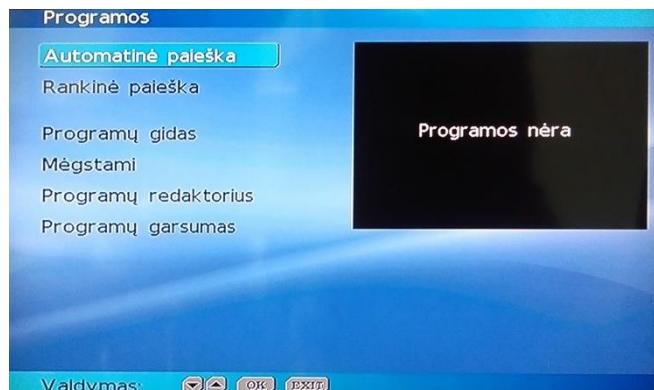 Programos
Automatinė paieška
Rankinė paieška
Programų gidas
Mėgstami
Programų redaktorius
Programų garsumas
Programos nėra
Valdymas: OK EXIT